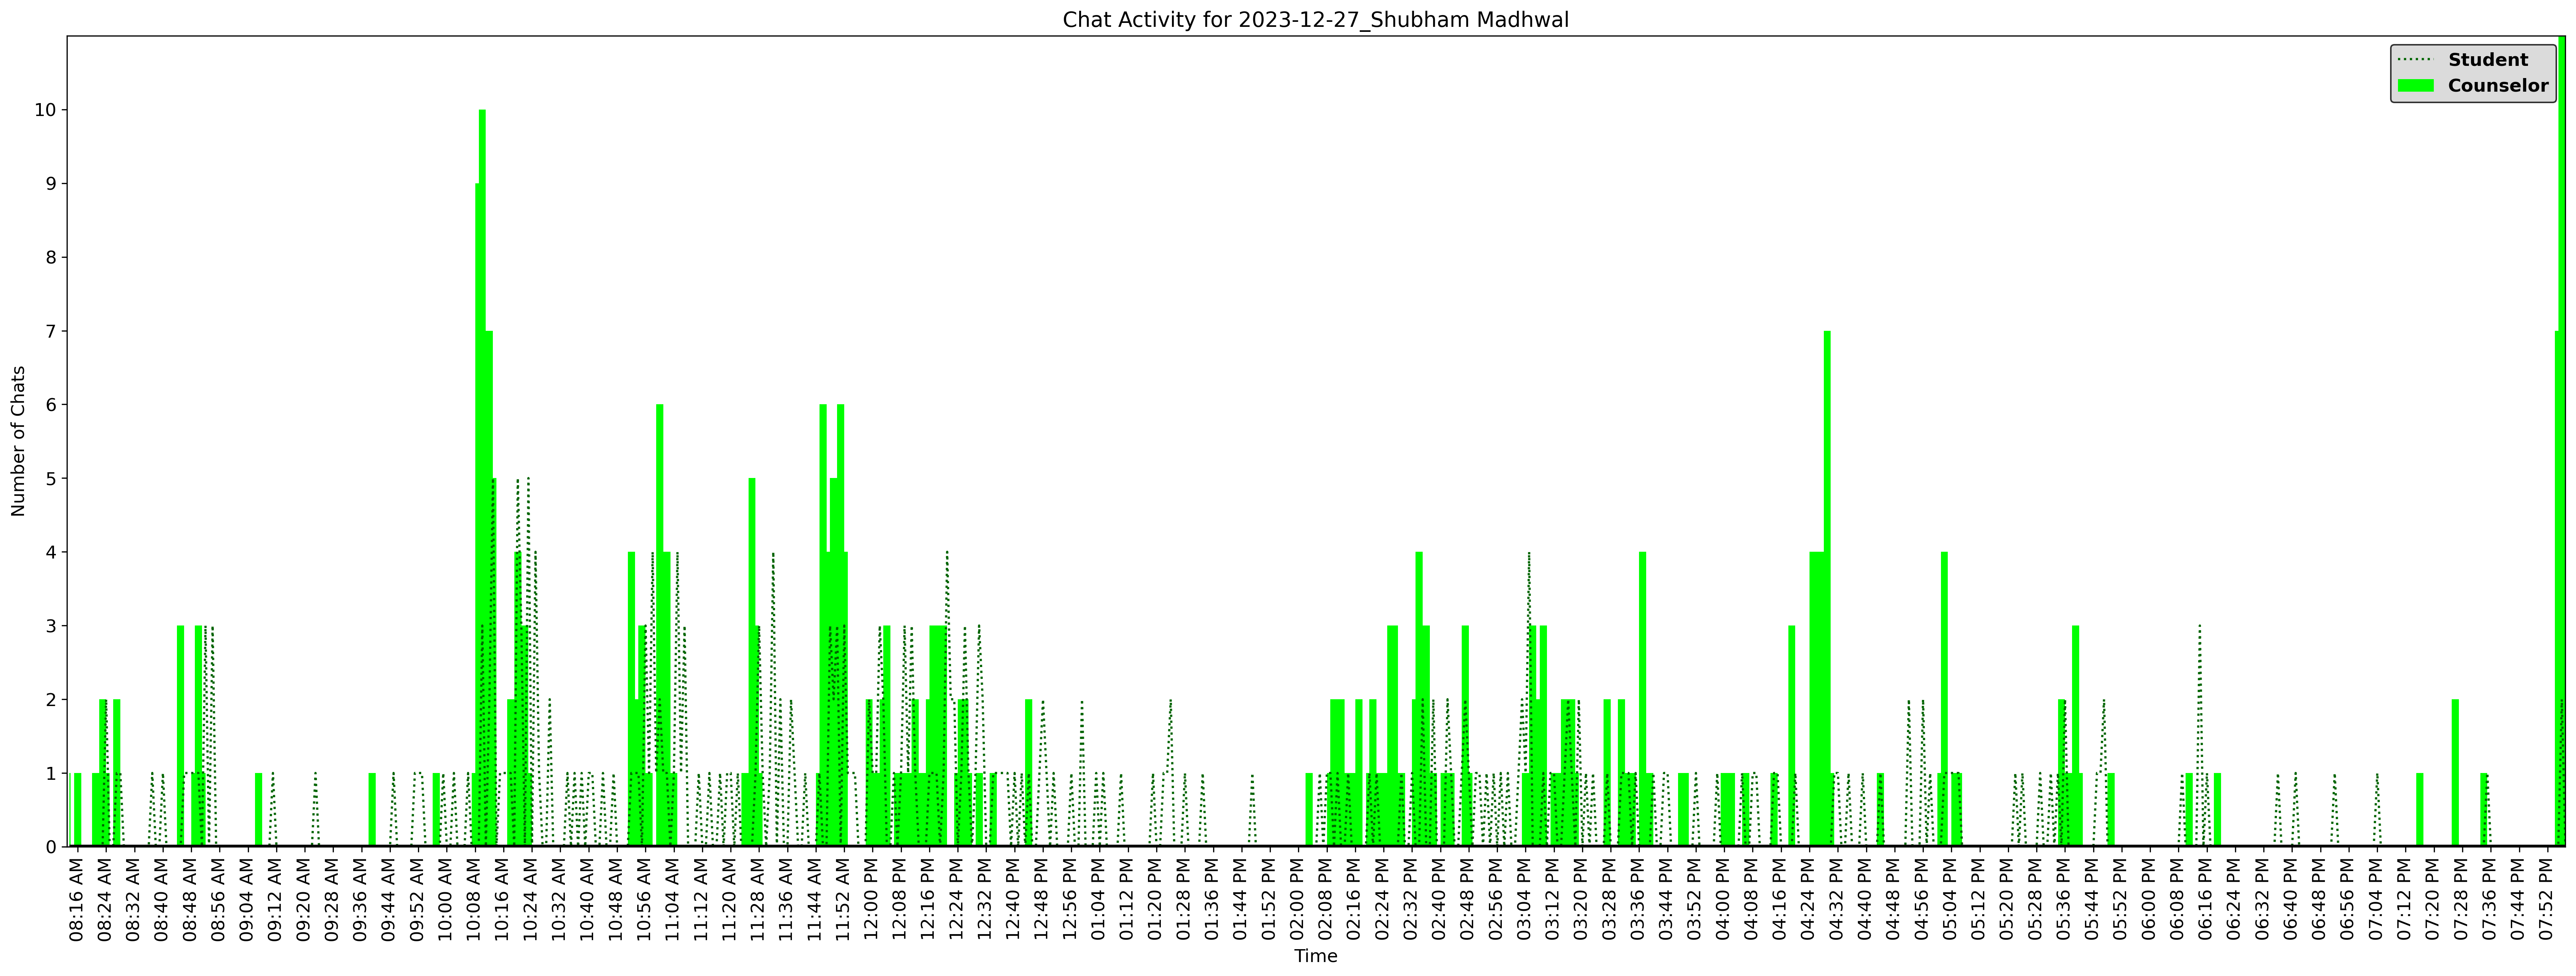 Chat Activity for 2023-12-27_Shubham Madhwal
Student
Counselor
Number of Chats
10
9
8
7
6
5
4
3
2
1
0
08:16 AM
08:24 AM
08:32 AM
08:40 AM
08:48 AM
08:56 AM
09:04 AM
09:12 AM
09:20 AM
09:28 AM
09:36 AM
09:44 AM
09:52 AM
10:00 AM
10:08 AM
10:16 AM
10:24 AM
10:32 AM
10:40 AM
10:48 AM
10:56 AM
11:04 AM
11:12 AM
11:20 AM
11:28 AM
11:36 AM
11:44 AM
11:52 AM
12:00 PM
12:08 PM
12:16 PM
12:24 PM
12:32 PM
12:40 PM
12:48 PM
12:56 PM
01:04 PM
01:12 PM
01:20 PM
01:28 PM
01:36 PM
01:44 PM
01:52 PM
02:00 PM
02:08 PM
02:16 PM
02:24 PM
02:32 PM
02:40 PM
02:48 PM
02:56 PM
03:04 PM
03:12 PM
03:20 PM
03:28 PM
03:36 PM
03:44 PM
03:52 PM
04:00 PM
04:08 PM
04:16 PM
04:24 PM
04:32 PM
04:40 PM
04:48 PM
04:56 PM
05:04 PM
05:12 PM
05:20 PM
05:28 PM
05:36 PM
05:44 PM
05:52 PM
06:00 PM
06:08 PM
06:16 PM
06:24 PM
06:32 PM
06:40 PM
06:48 PM
06:56 PM
07:04 PM
07:12 PM
07:20 PM
07:28 PM
07:36 PM
07:44 PM
07:52 PM
Time